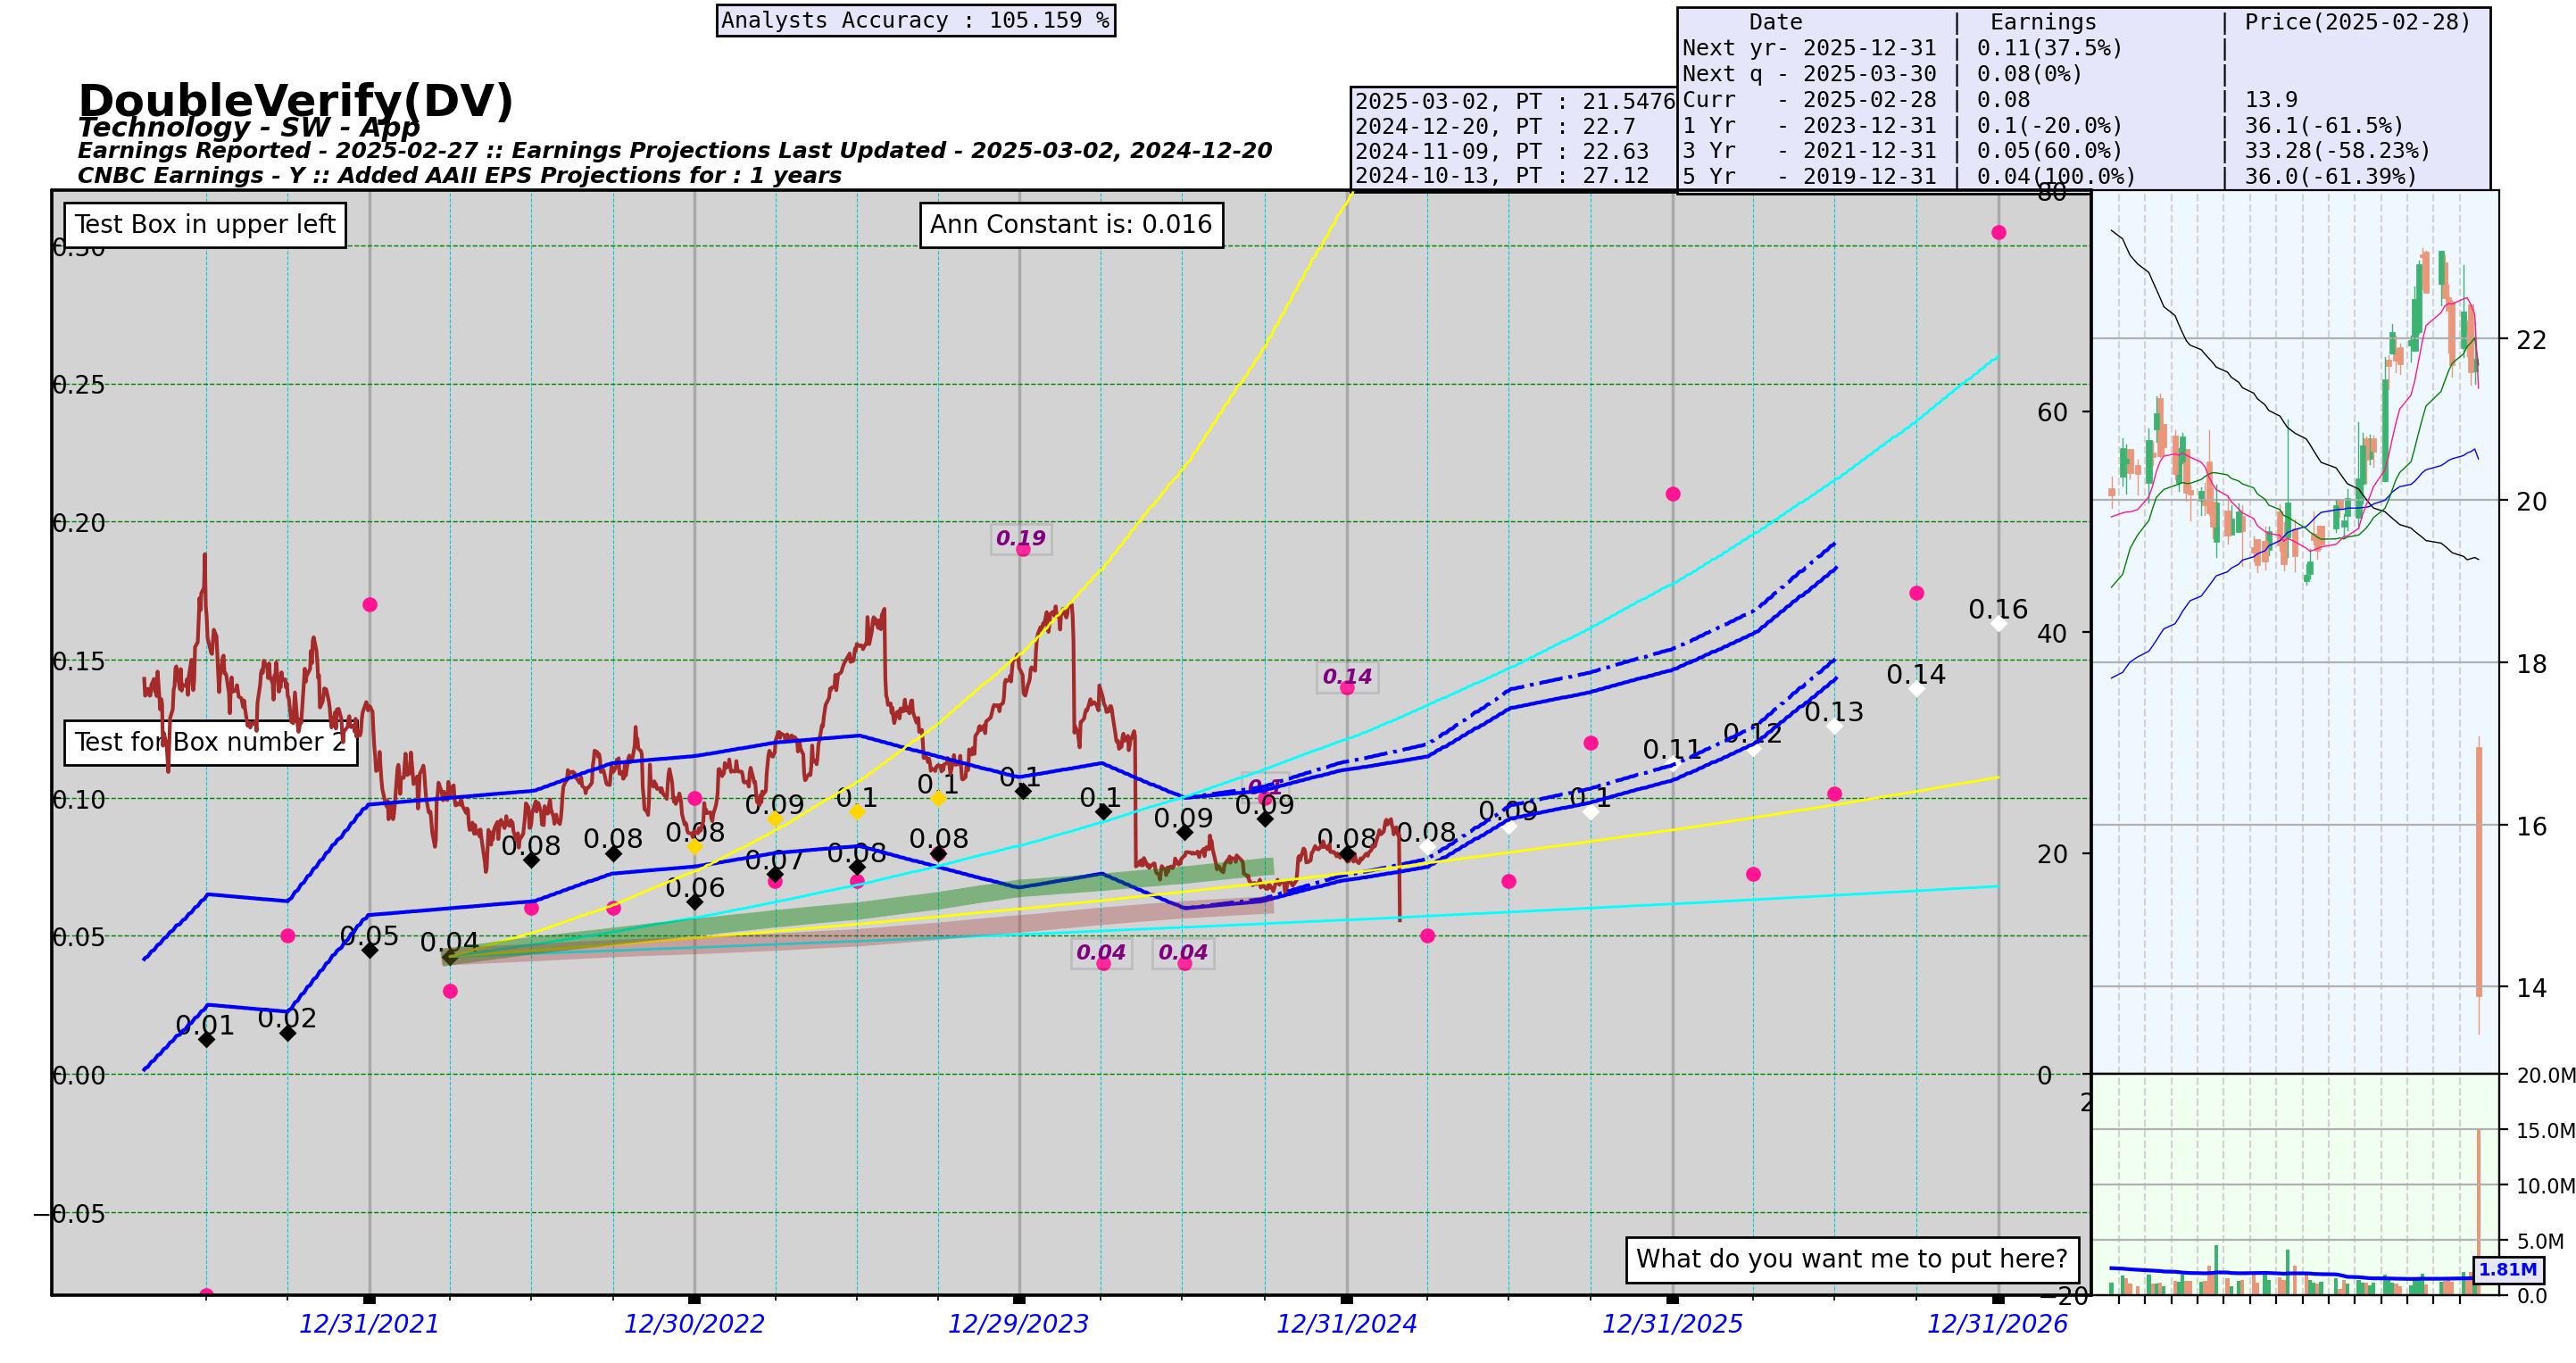 Analysts Accuracy : 105.159 %
Date | Earnings | Price(2025-02-28)
Next yr- 2025-12-31 | 0.11(37.5%) |
Next q - 2025-03-30 | 0.08(0%) |
Curr - 2025-02-28 | 0.08 | 13.9
1 Yr - 2023-12-31 | 0.1(-20.0%) | 36.1(-61.5%)
3 Yr - 2021-12-31 | 0.05(60.0%) | 33.28(-58.23%)
5 Yr - 2019-12-31 | 0.04(100.0%) | 36.0(-61.39%)
2025-03-02, PT : 21.5476
2024-12-20, PT : 22.7
2024-11-09, PT : 22.63
2024-10-13, PT : 27.12
DoubleVerify(DV)
Technology - SW - App
Earnings Reported - 2025-02-27 :: Earnings Projections Last Updated - 2025-03-02, 2024-12-20
CNBC Earnings - Y :: Added AAII EPS Projections for : 1 years
Test Box in upper left
Ann Constant is: 0.016
Test for Box number 2
What do you want me to put here?
0.30
0.25
0.20
0.15
0.10
0.05
0.00
−0.05
80
60
40
20
0
−20
0.01
0.02
0.05
0.04
0.08
0.08
0.08
0.06
0.09
0.07
0.1
0.08
0.1
0.08
0.19
0.1
0.1
0.04
0.09
0.04
0.1
0.09
0.14
0.08
0.08
0.09
0.1
0.11
0.12
0.13
0.14
0.16
12/31/2021
12/30/2022
12/29/2023
12/31/2024
12/31/2025
12/31/2026
22
20
18
16
14
2
20.0M
15.0M
10.0M
5.0M
1.81M
0.0